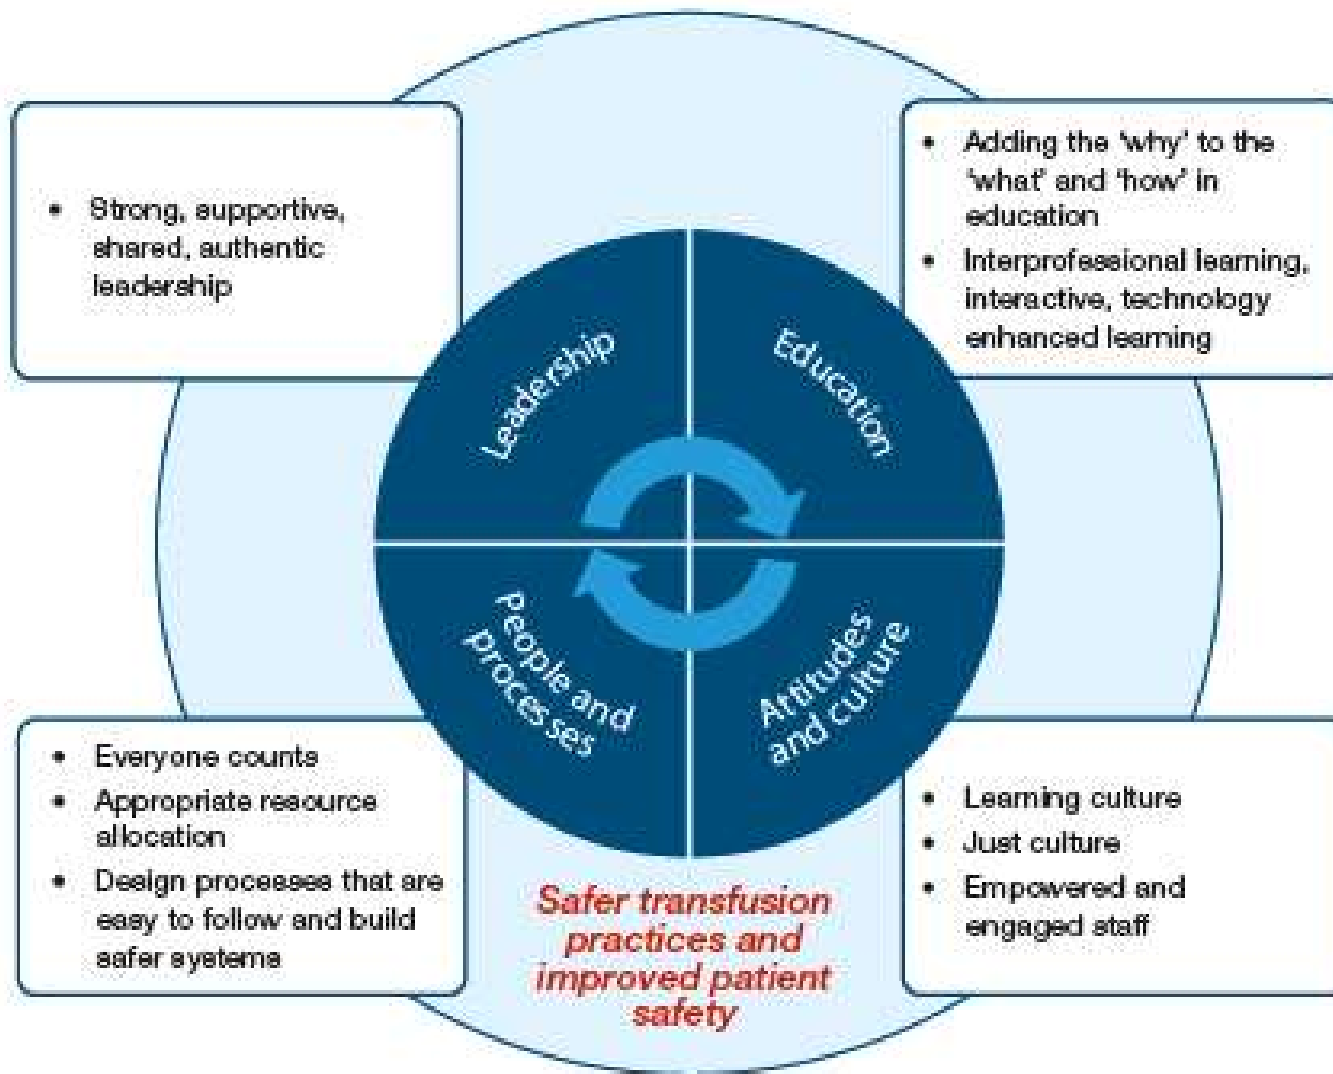 • Strong, supportive,
shared, authentic
leadership
• Adding the 'why' to the
'what' and 'how' in
education
• Interprofessional learning,
interactive, technology
enhanced learning
Leadership
Education
People and
processes
Attitudes
and culture
• Everyone counts
• Appropriate resource
allocation
• Design processes that are
easy to follow and build
safer systems
• Learning culture
• Just culture
• Empowered and
engaged staff
Safer transfusion
practices and
improved patient
safety